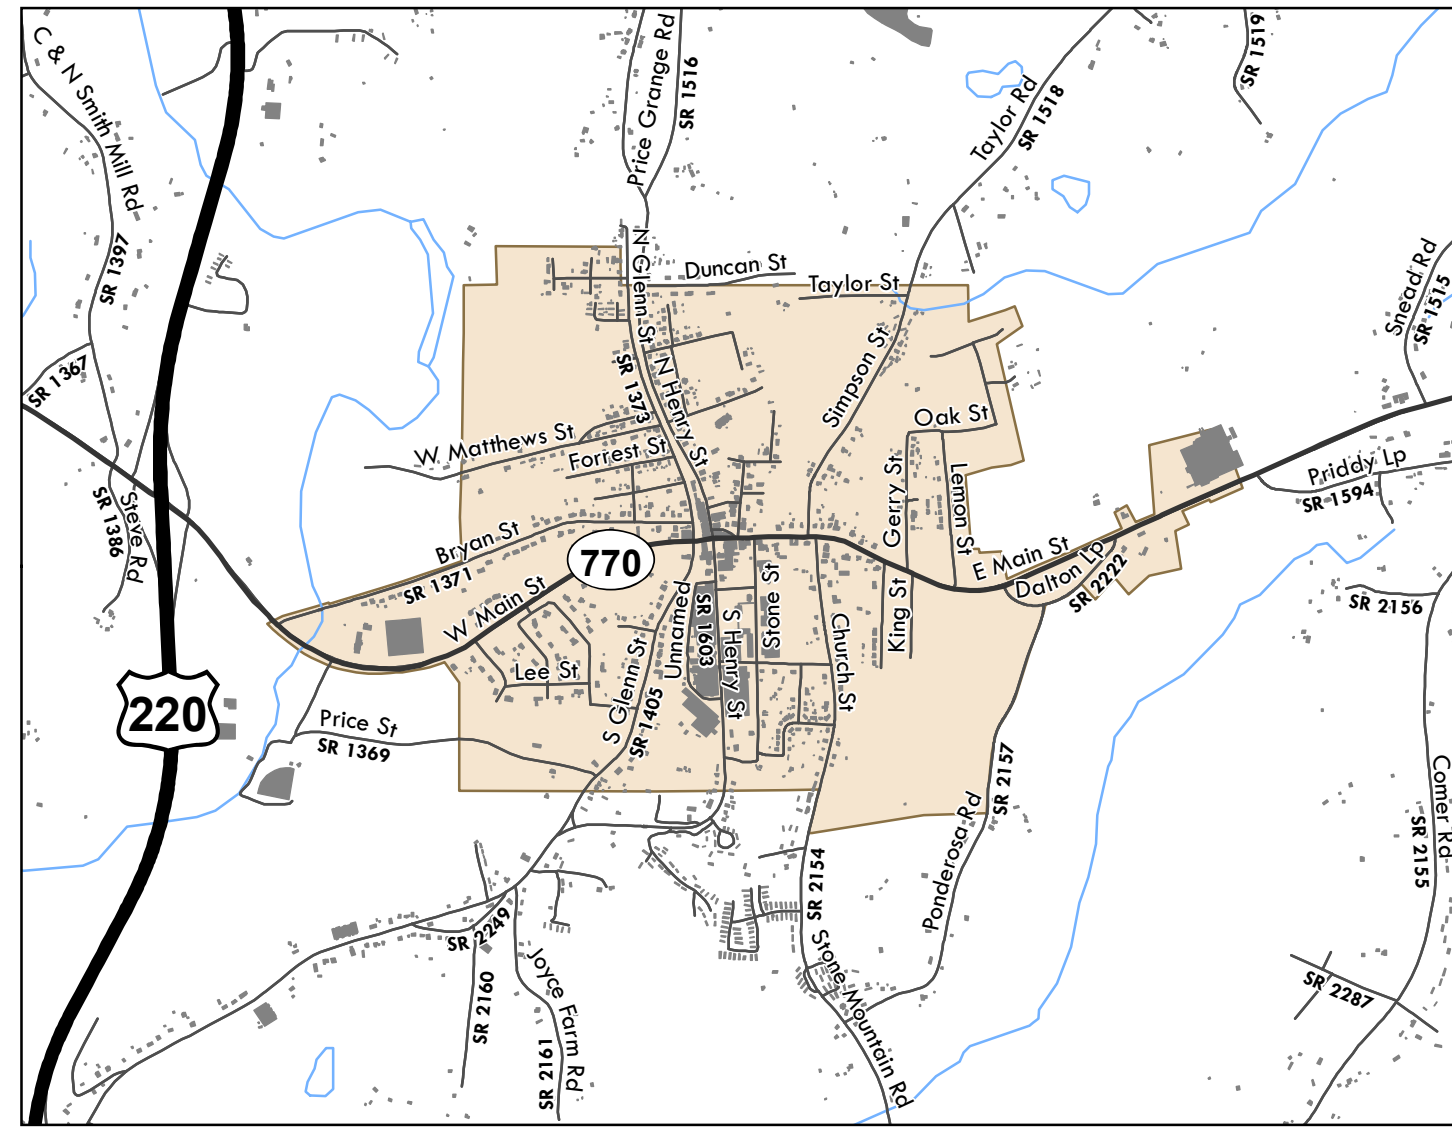 C & N Smith Mill Rd
Price Grange Rd
SR 1516
Taylor Rd
SR 1518
SR 1519
SR 1397
N Glenn St
Duncan St
Taylor St
Snead Rd
SR 1515
SR 1367
SR 1373
N Henry St
Simpson St
Oak St
W Matthews St
Forrest St
Gerry St
Lemon St
Priddy Lp
SR 1594
SR 1386
Steve Rd
Bryan St
SR 1371
770
E Main St
Dalton Lp
SR 2222
SR 2156
W Main St
Lee St
S Glenn St
SR 1405
Unnamed
SR 1603
S Henry St
Stone St
Church St
King St
220
Price St
SR 1369
SR 2157
Ponderosa Rd
Comer Rd
SR 2155
SR 2154
SR 2249
SR 2160
Joyce Farm Rd
SR 2161
Stone Mountain Rd
SR 2287